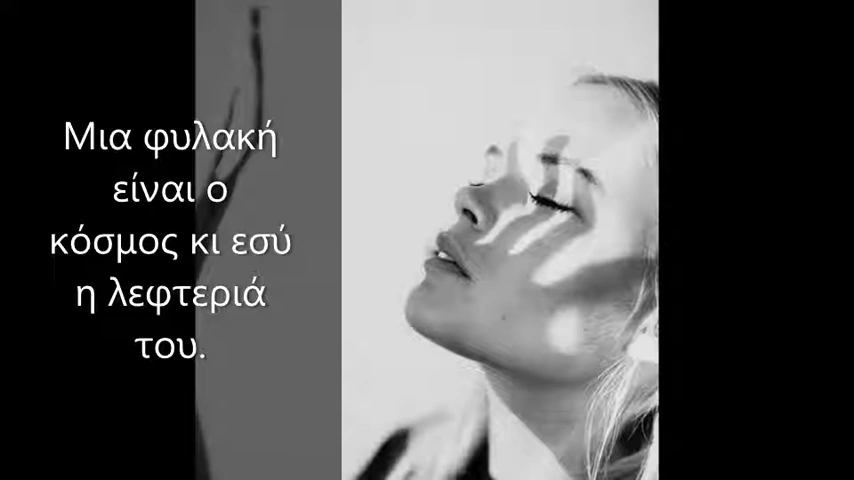 Μια φυλακή
είναι ο
κόσμος κι εσύ
η λεφτεριά
του.